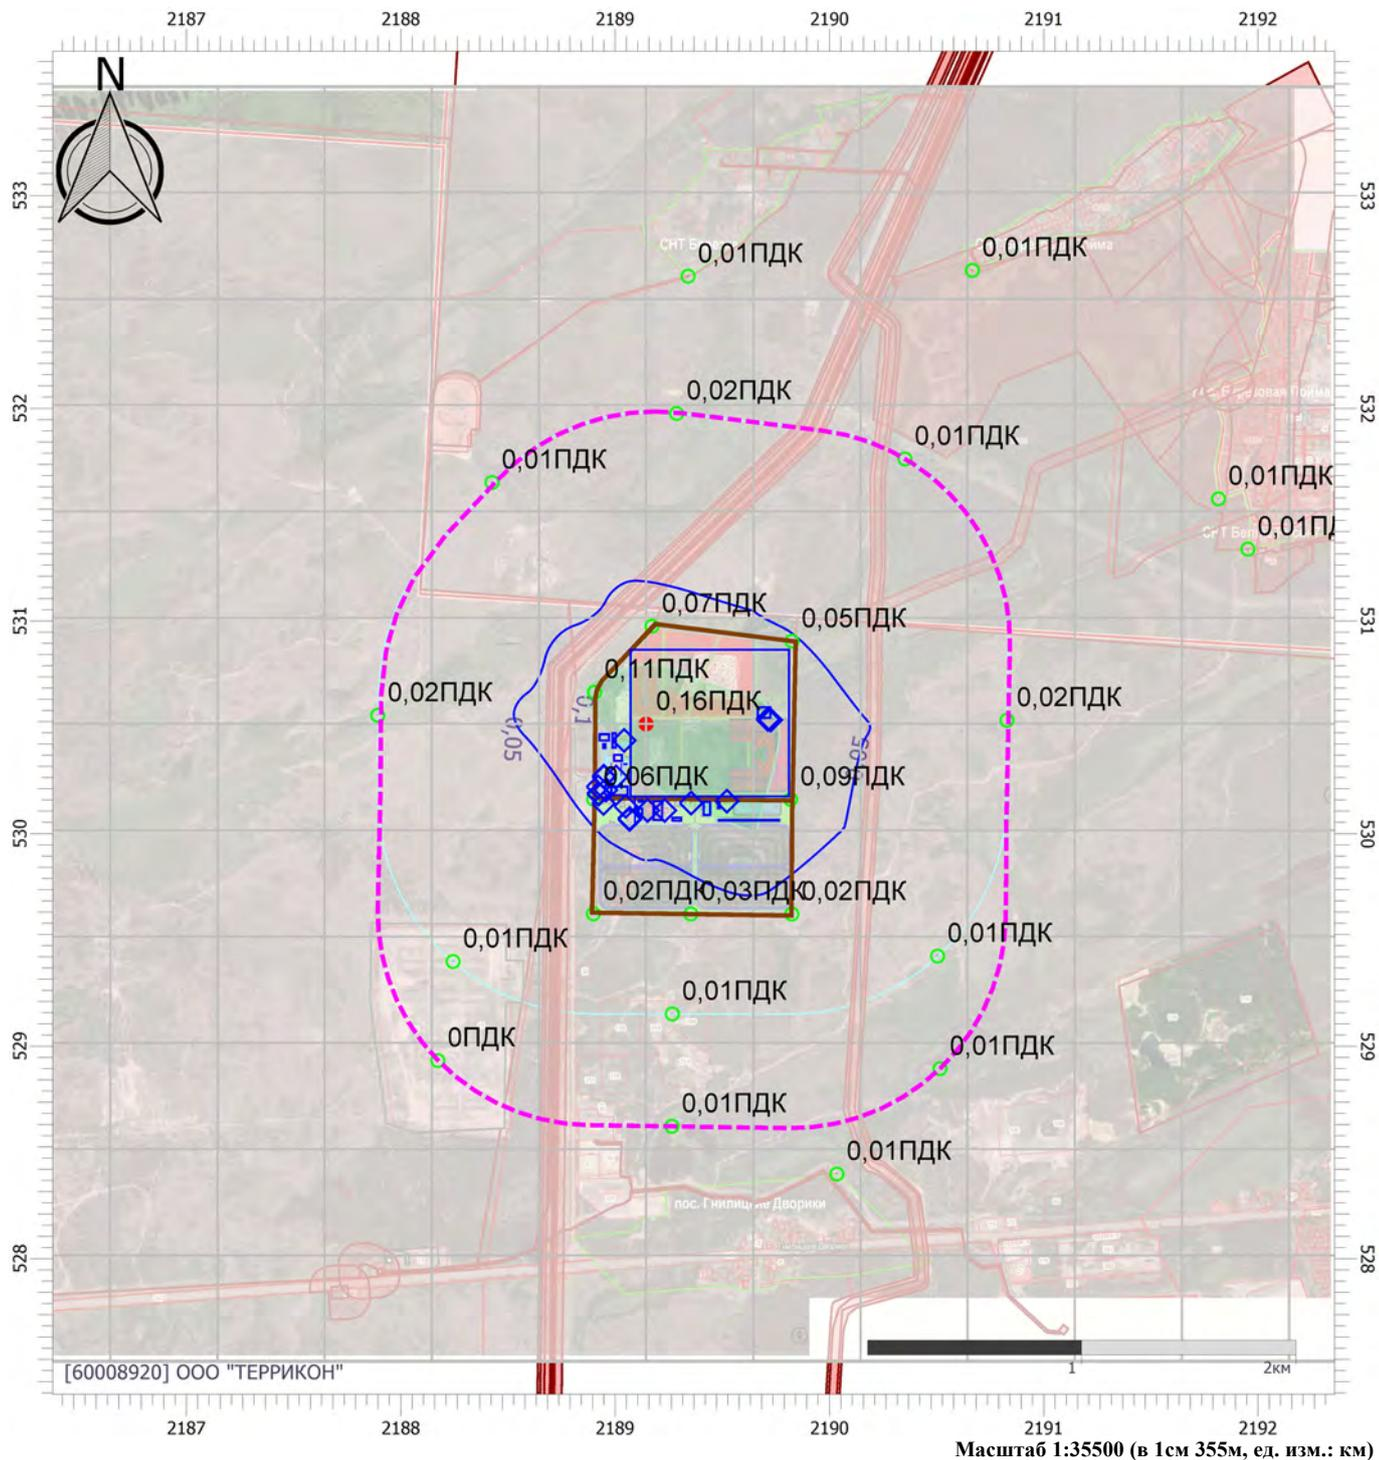 2187 2188 2189 2190 2191 2192
N
533 533
0,01ПДК 0,01ПДК
532 532
0,02ПДК
0,01ПДК
0,01ПДК
0,01ПДК
0,01ПД
531 531
0,07ПДК
0,05ПДК
0,11ПДК
0,02ПДК 0,16ПДК 0,02ПДК
0,1
0,05
0,06ПДК 0,09ПДК
530 530
0,02ПДК 0,03ПДК 0,02ПДК
0,01ПДК 0,01ПДК
0,01ПДК
529 529
0ПДК 0,01ПДК
0,01ПДК
0,01ПДК
пос. Гнилицкие Дворики
528 528
1 2км
[60008920] ООО "ТЕРРИКОН"
2187 2188 2189 2190 2191 2192
Масштаб 1:35500 (в 1см 355м, ед. изм.: км)